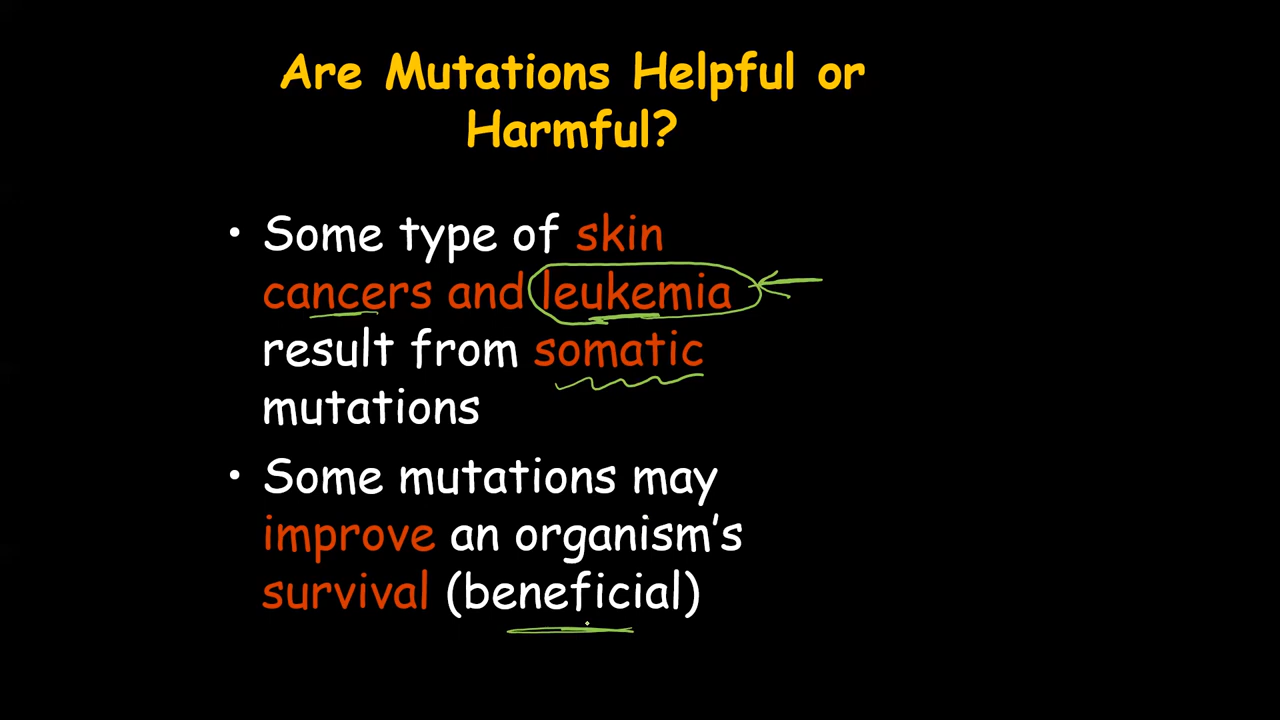 Are Mutations Helpful or
Harmful?
• Some type of skin
cancers and leukemia
result from somatic
mutations
• Some mutations may
improve an organism's
survival (beneficial)